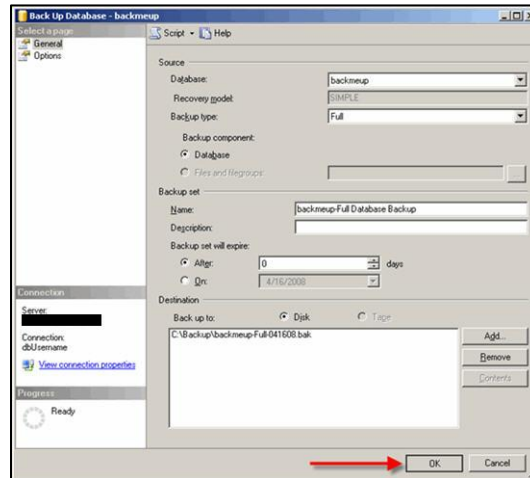 Back Up Database - backmeup
Select a page
General
Options
Script
Help
Source
Database:
backmeup
Recovery model:
SIMPLE
Backup type:
Full
Backup component:
Database
Files and filegroups:
...
Backup set
Name:
backmeup-Full Database Backup
Description:
Backup set will expire:
After:
0
days
On:
4/16/2008
Destination
Back up to:
Disk
Tape
C:\Backup\backmeup-Full-041608.bak
Add...
Remove
Contents
Connection
Server:
Connection:
dbUsername
View connection properties
Progress
Ready
OK
Cancel